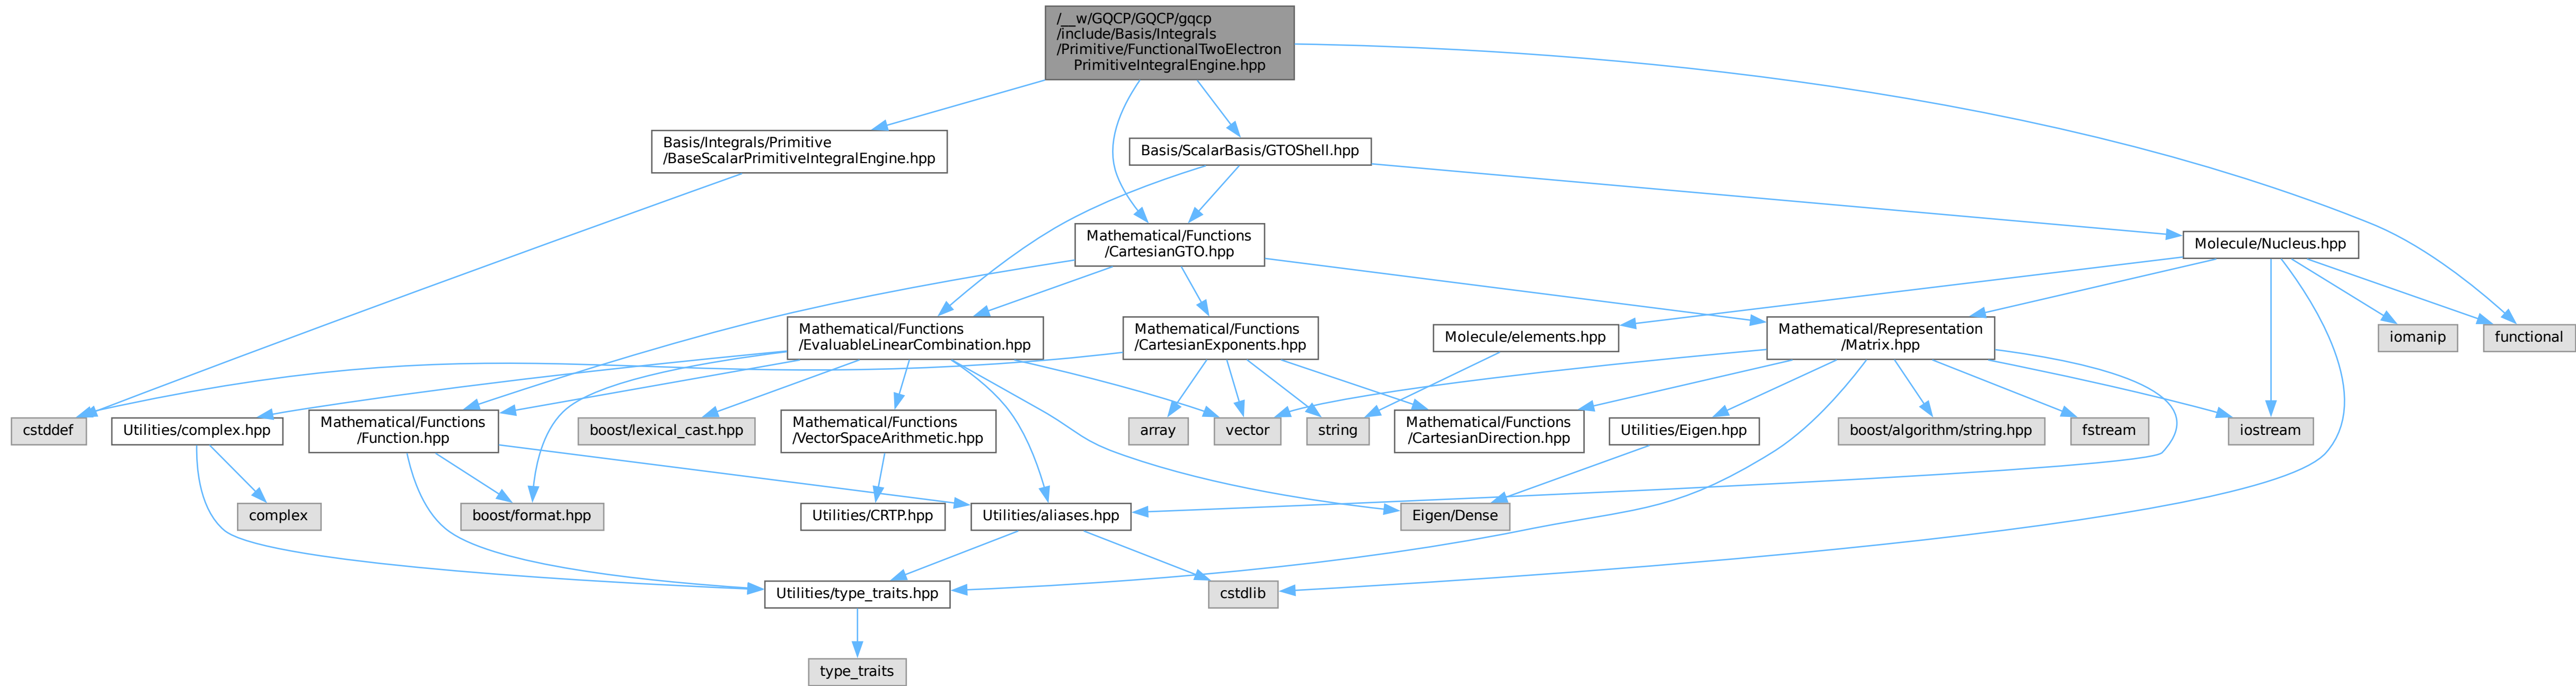 /__w/GQCP/GQCP/gqcp
/include/Basis/Integrals
/Primitive/FunctionalTwoElectron
PrimitiveIntegralEngine.hpp
Basis/Integrals/Primitive
/BaseScalarPrimitiveIntegralEngine.hpp
Basis/ScalarBasis/GTOShell.hpp
Mathematical/Functions
/CartesianGTO.hpp
Molecule/Nucleus.hpp
Mathematical/Functions
/EvaluableLinearCombination.hpp
Mathematical/Functions
/CartesianExponents.hpp
Molecule/elements.hpp
Mathematical/Representation
/Matrix.hpp
iomanip
functional
cstddef
Utilities/complex.hpp
Mathematical/Functions
/Function.hpp
boost/lexical_cast.hpp
Mathematical/Functions
/VectorSpaceArithmetic.hpp
array
vector
string
Mathematical/Functions
/CartesianDirection.hpp
Utilities/Eigen.hpp
boost/algorithm/string.hpp
fstream
iostream
complex
boost/format.hpp
Utilities/CRTP.hpp
Utilities/aliases.hpp
Eigen/Dense
Utilities/type_traits.hpp
cstdlib
type_traits